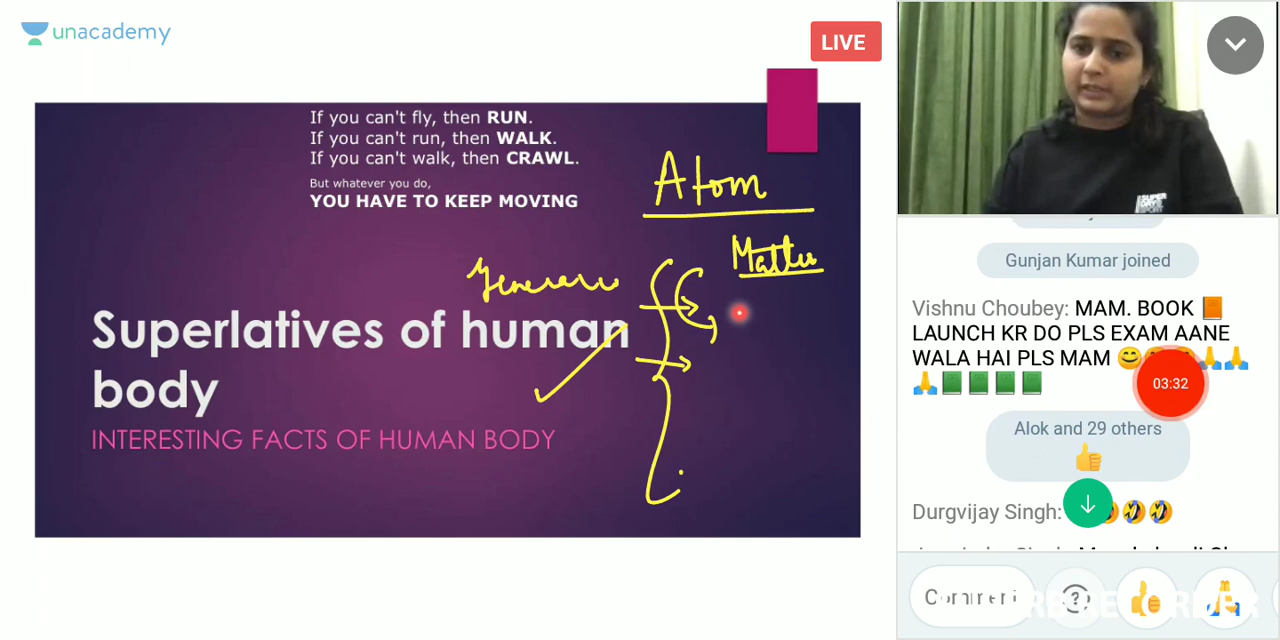 unacademy
LIVE
If you can't fly, then RUN.
If you can't run, then WALK.
If you can't walk, then CRAWL.
But whatever you do,
YOU HAVE TO KEEP MOVING
Atom
Matter
Superlatives of human
body
INTERESTING FACTS OF HUMAN BODY
Gunjan Kumar joined
Vishnu Choubey: MAM. BOOK 📙
LAUNCH KR DO PLS EXAM AANE
WALA HAI PLS MAM 😊🙏🙏
🙏📗📗📗📗
03:32
Alok and 29 others
👍
Durgvijay Singh: 🤣🤣
Comment